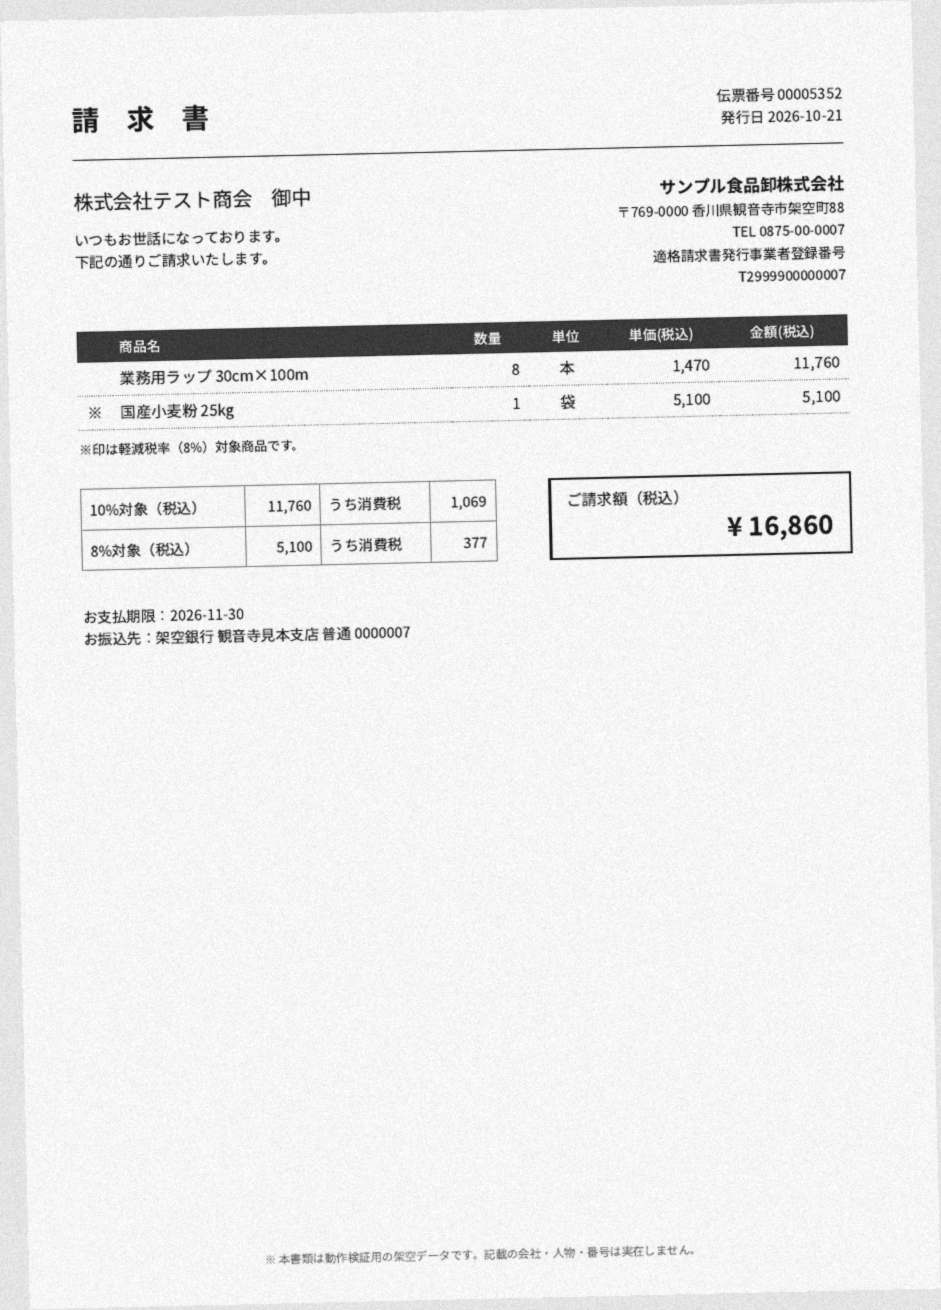 請求書
伝票番号 00005352
発行日 2026-10-21
株式会社テスト商会　御中
いつもお世話になっております。
下記の通りご請求いたします。
サンプル食品卸株式会社
〒769-0000 香川県観音寺市架空町88
TEL 0875-00-0007
適格請求書発行事業者登録番号
T2999900000007
商品名 数量 単位 単価(税込) 金額(税込)
業務用ラップ 30cm×100m 8 本 1,470 11,760
※ 国産小麦粉 25kg 1 袋 5,100 5,100
※印は軽減税率（8%）対象商品です。
10%対象（税込） 11,760 うち消費税 1,069
8%対象（税込） 5,100 うち消費税 377
ご請求額（税込）
¥ 16,860
お支払期限：2026-11-30
お振込先：架空銀行 観音寺見本支店 普通 0000007
※ 本書類は動作検証用の架空データです。記載の会社・人物・番号は実在しません。